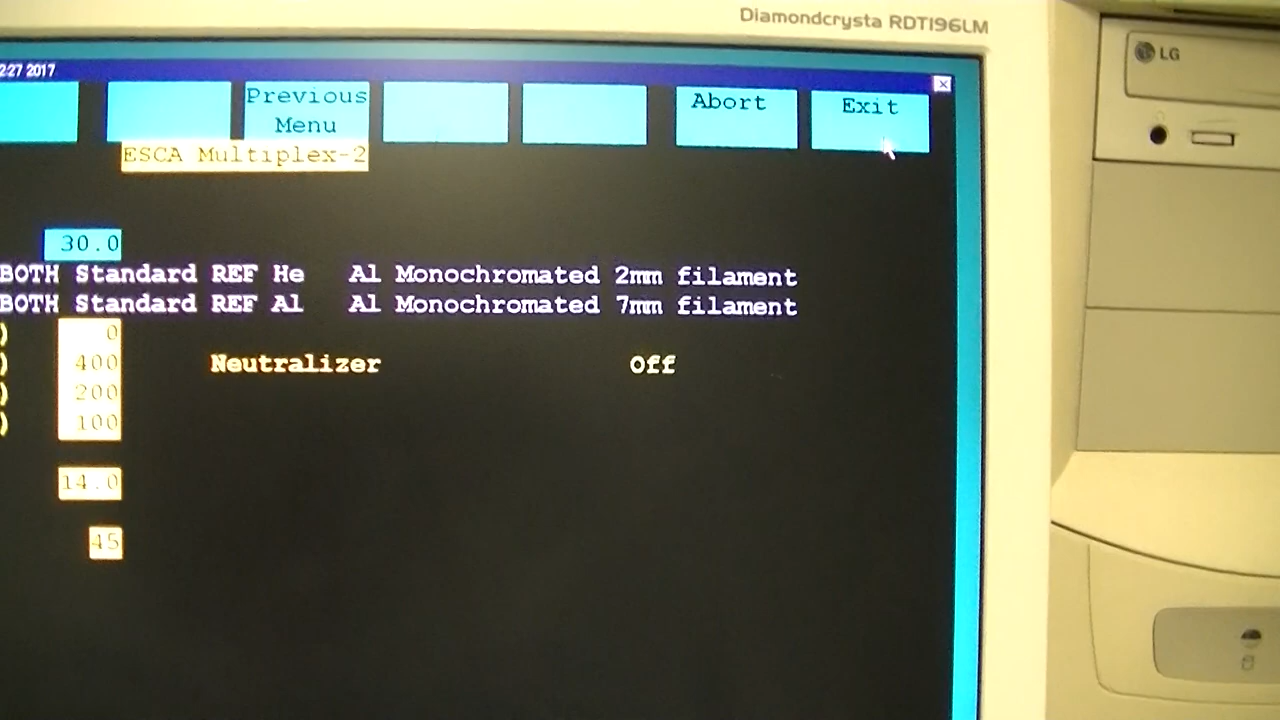 Diamondcrysta RDT196LM
LG
2:27 2017
Previous
Menu
Abort
Exit
ESCA Multiplex-2
30.0
BOTH Standard REF He Al Monochromated 2mm filament
BOTH Standard REF Al Al Monochromated 7mm filament
) 0
) 400 Neutralizer Off
) 200
) 100
14.0
45